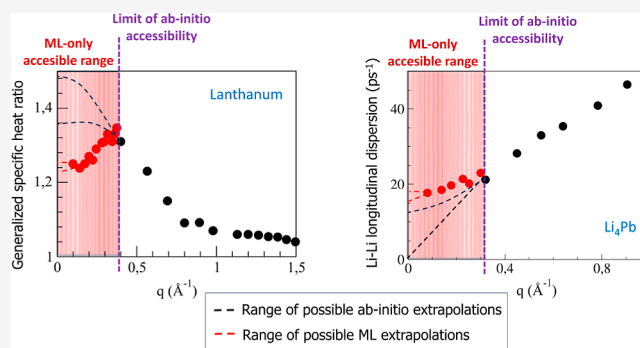 Limit of ab-initio
accessibility
ML-only
accesible range
Lanthanum
Generalized specific heat ratio
1,4
1,2
1
0
0,5
1
1,5
q (Å-1)
Limit of ab-initio
accessibility
ML-only
accessible range
Li4Pb
Li-Li longitudinal dispersion (ps-1)
40
20
0
0
0,4
0,8
q (Å-1)
Range of possible ab-initio extrapolations
Range of possible ML extrapolations